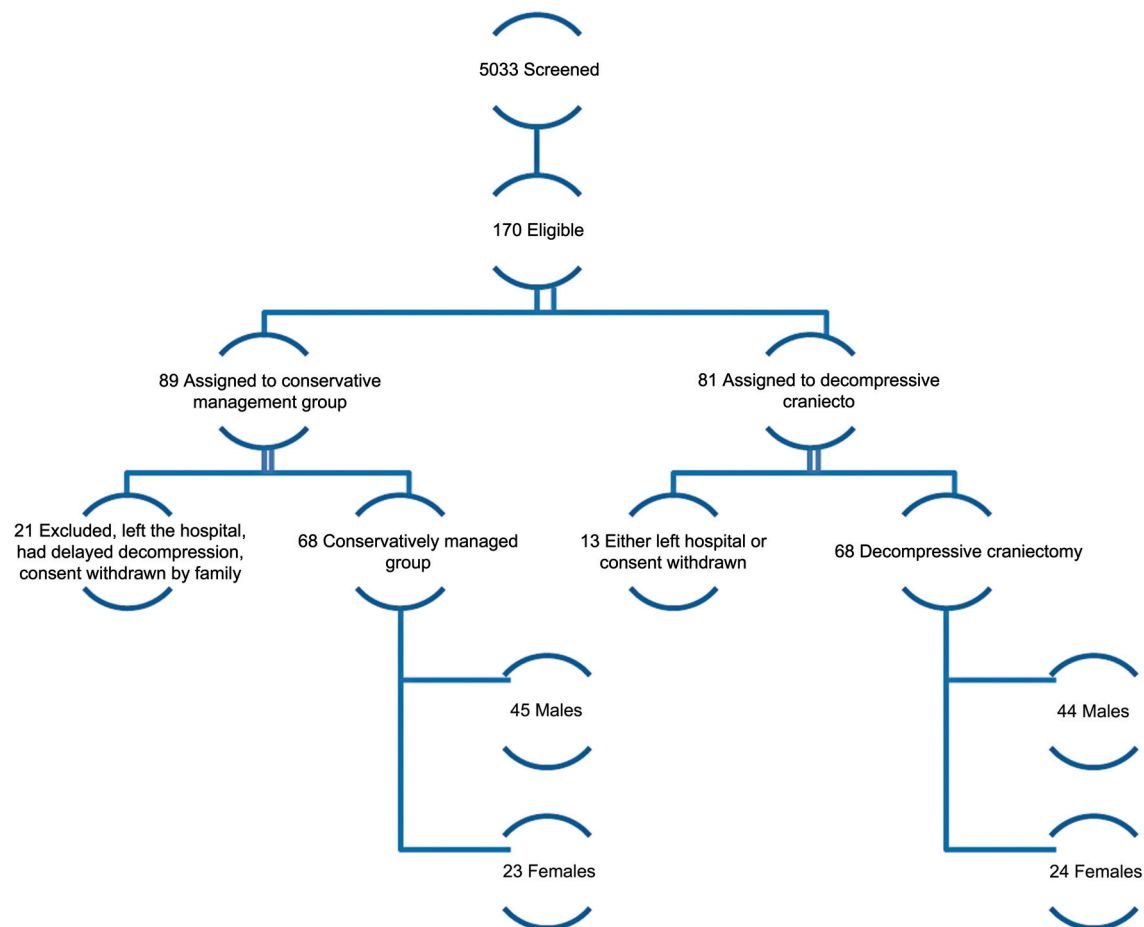 5033 Screened
170 Eligible
89 Assigned to conservative
management group
81 Assigned to decompressive
craniecto
21 Excluded, left the hospital,
had delayed decompression,
consent withdrawn by family
68 Conservatively managed
group
13 Either left hospital or
consent withdrawn
68 Decompressive craniectomy
45 Males
44 Males
23 Females
24 Females